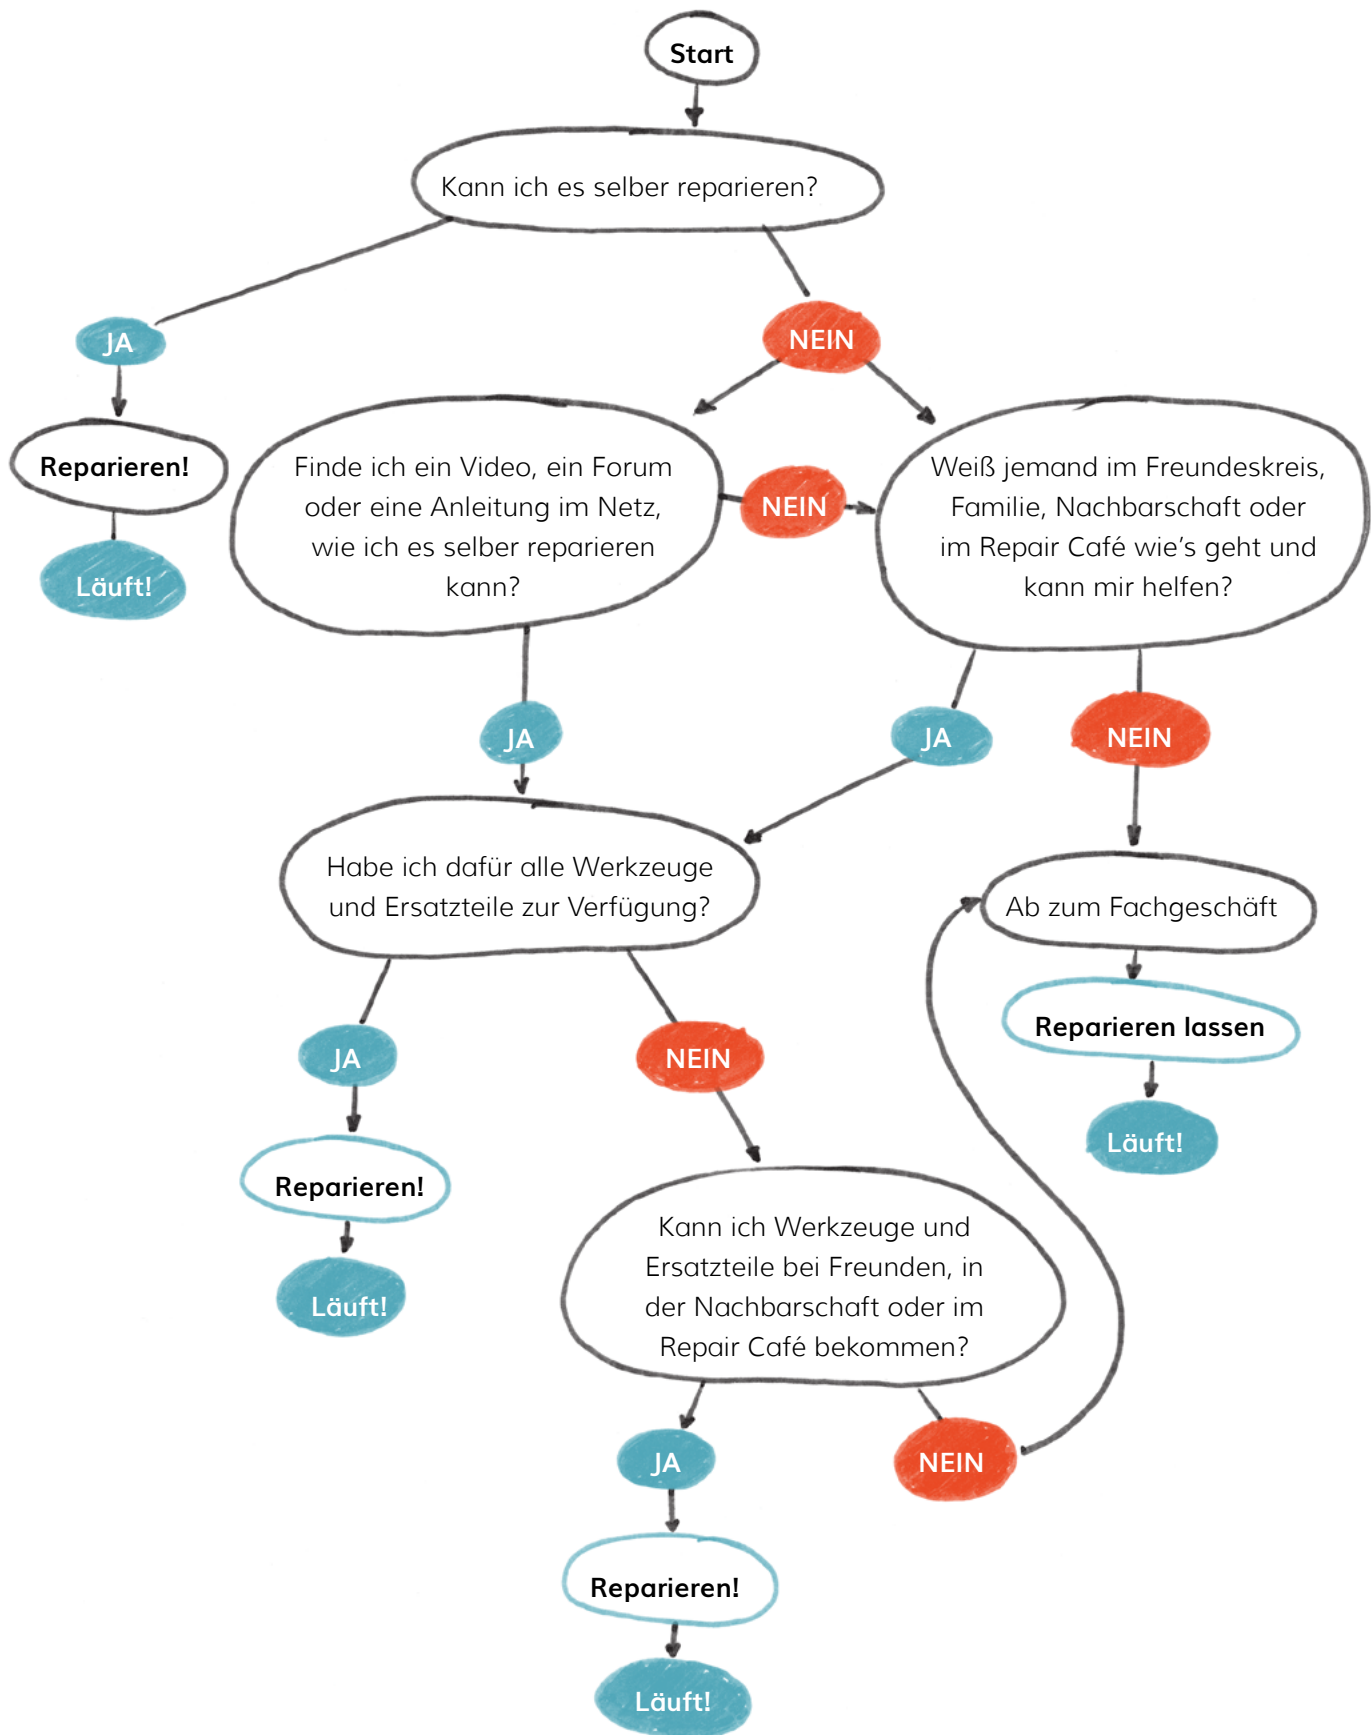 Start
Kann ich es selber reparieren?
JA
NEIN
Reparieren!
Läuft!
Finde ich ein Video, ein Forum
oder eine Anleitung im Netz,
wie ich es selber reparieren
kann?
NEIN
Weiß jemand im Freundeskreis,
Familie, Nachbarschaft oder
im Repair Café wie’s geht und
kann mir helfen?
JA
JA
NEIN
Habe ich dafür alle Werkzeuge
und Ersatzteile zur Verfügung?
Ab zum Fachgeschäft
Reparieren lassen
Läuft!
JA
NEIN
Reparieren!
Läuft!
Kann ich Werkzeuge und
Ersatzteile bei Freunden, in
der Nachbarschaft oder im
Repair Café bekommen?
JA
NEIN
Reparieren!
Läuft!